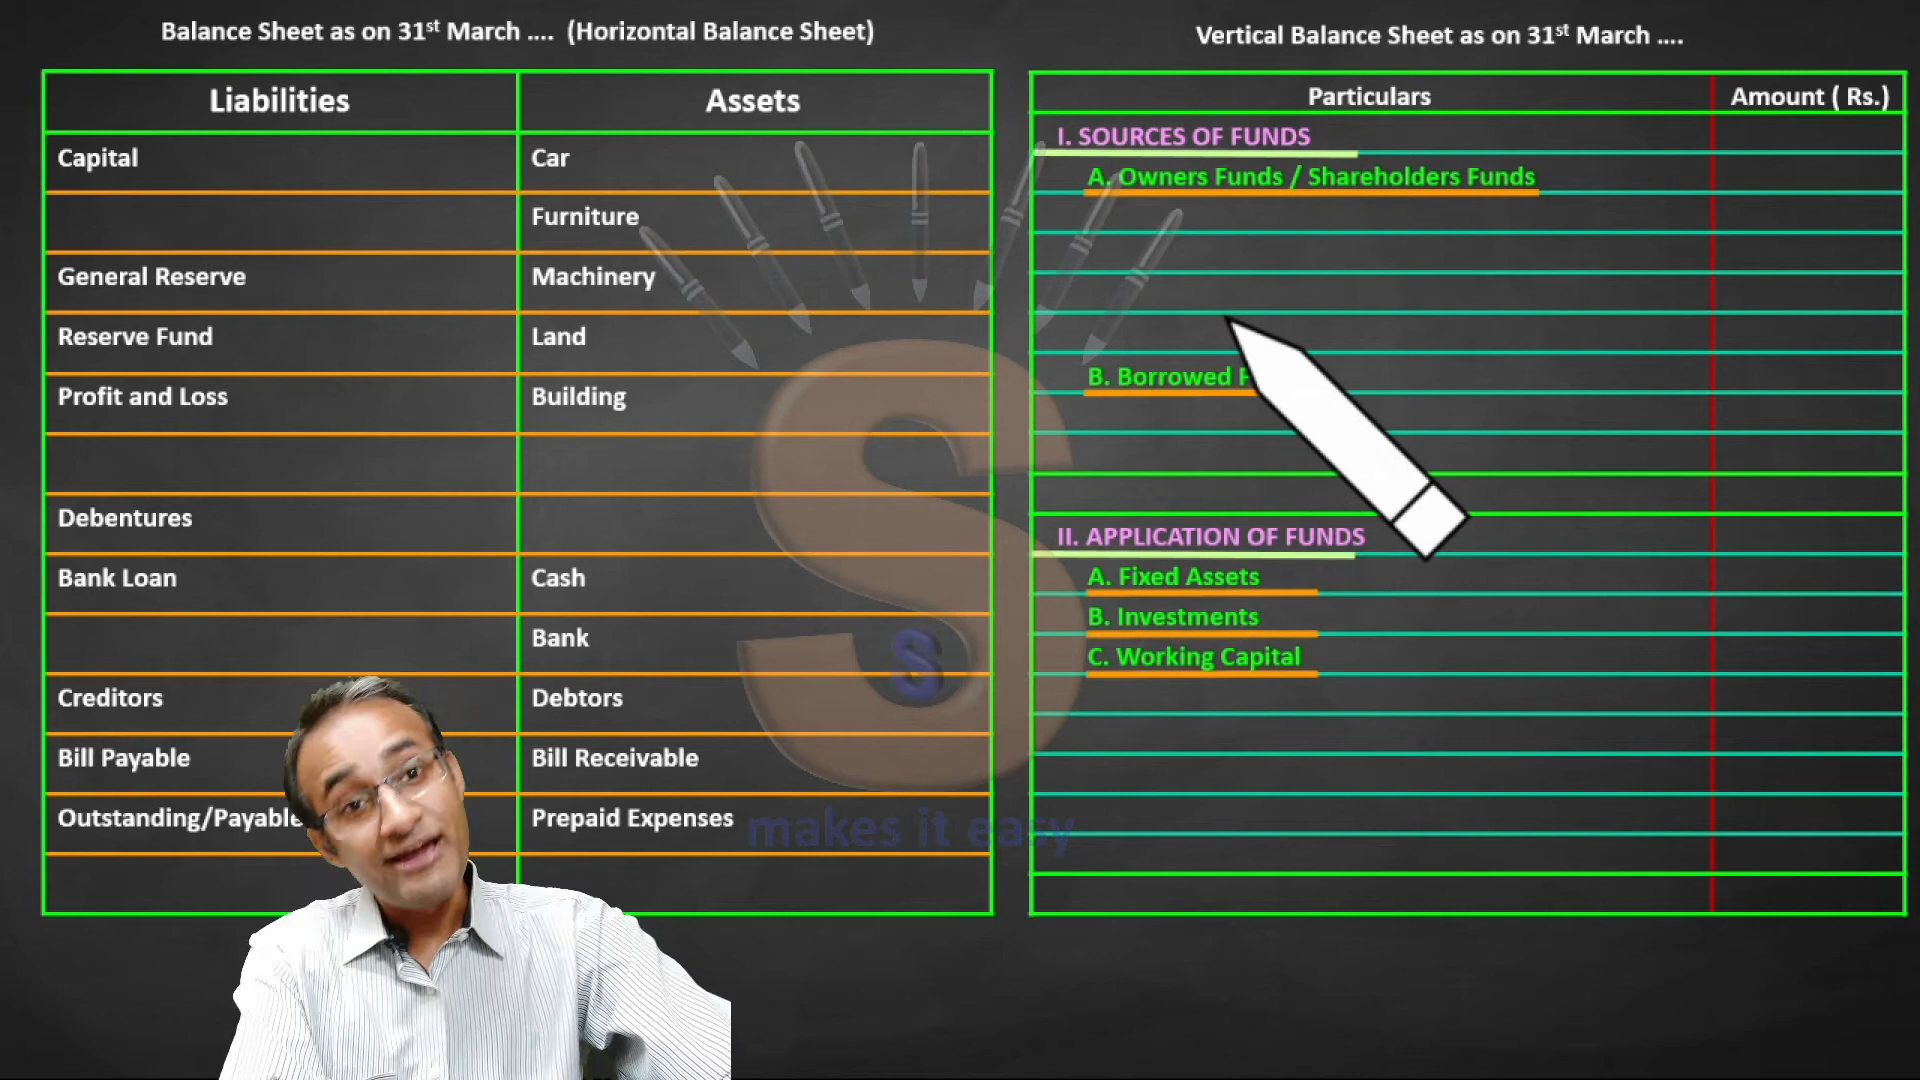 Balance Sheet as on 31st March .... (Horizontal Balance Sheet)
Liabilities
Assets
Capital
Car
Furniture
General Reserve
Machinery
Reserve Fund
Land
Profit and Loss
Building
Debentures
Bank Loan
Cash
Bank
Creditors
Debtors
Bill Payable
Bill Receivable
Outstanding/Payable
Prepaid Expenses
Vertical Balance Sheet as on 31st March ....
Particulars
Amount ( Rs.)
I. SOURCES OF FUNDS
A. Owners Funds / Shareholders Funds
B. Borrowed
II. APPLICATION OF FUNDS
A. Fixed Assets
B. Investments
C. Working Capital
S
S
makes it easy